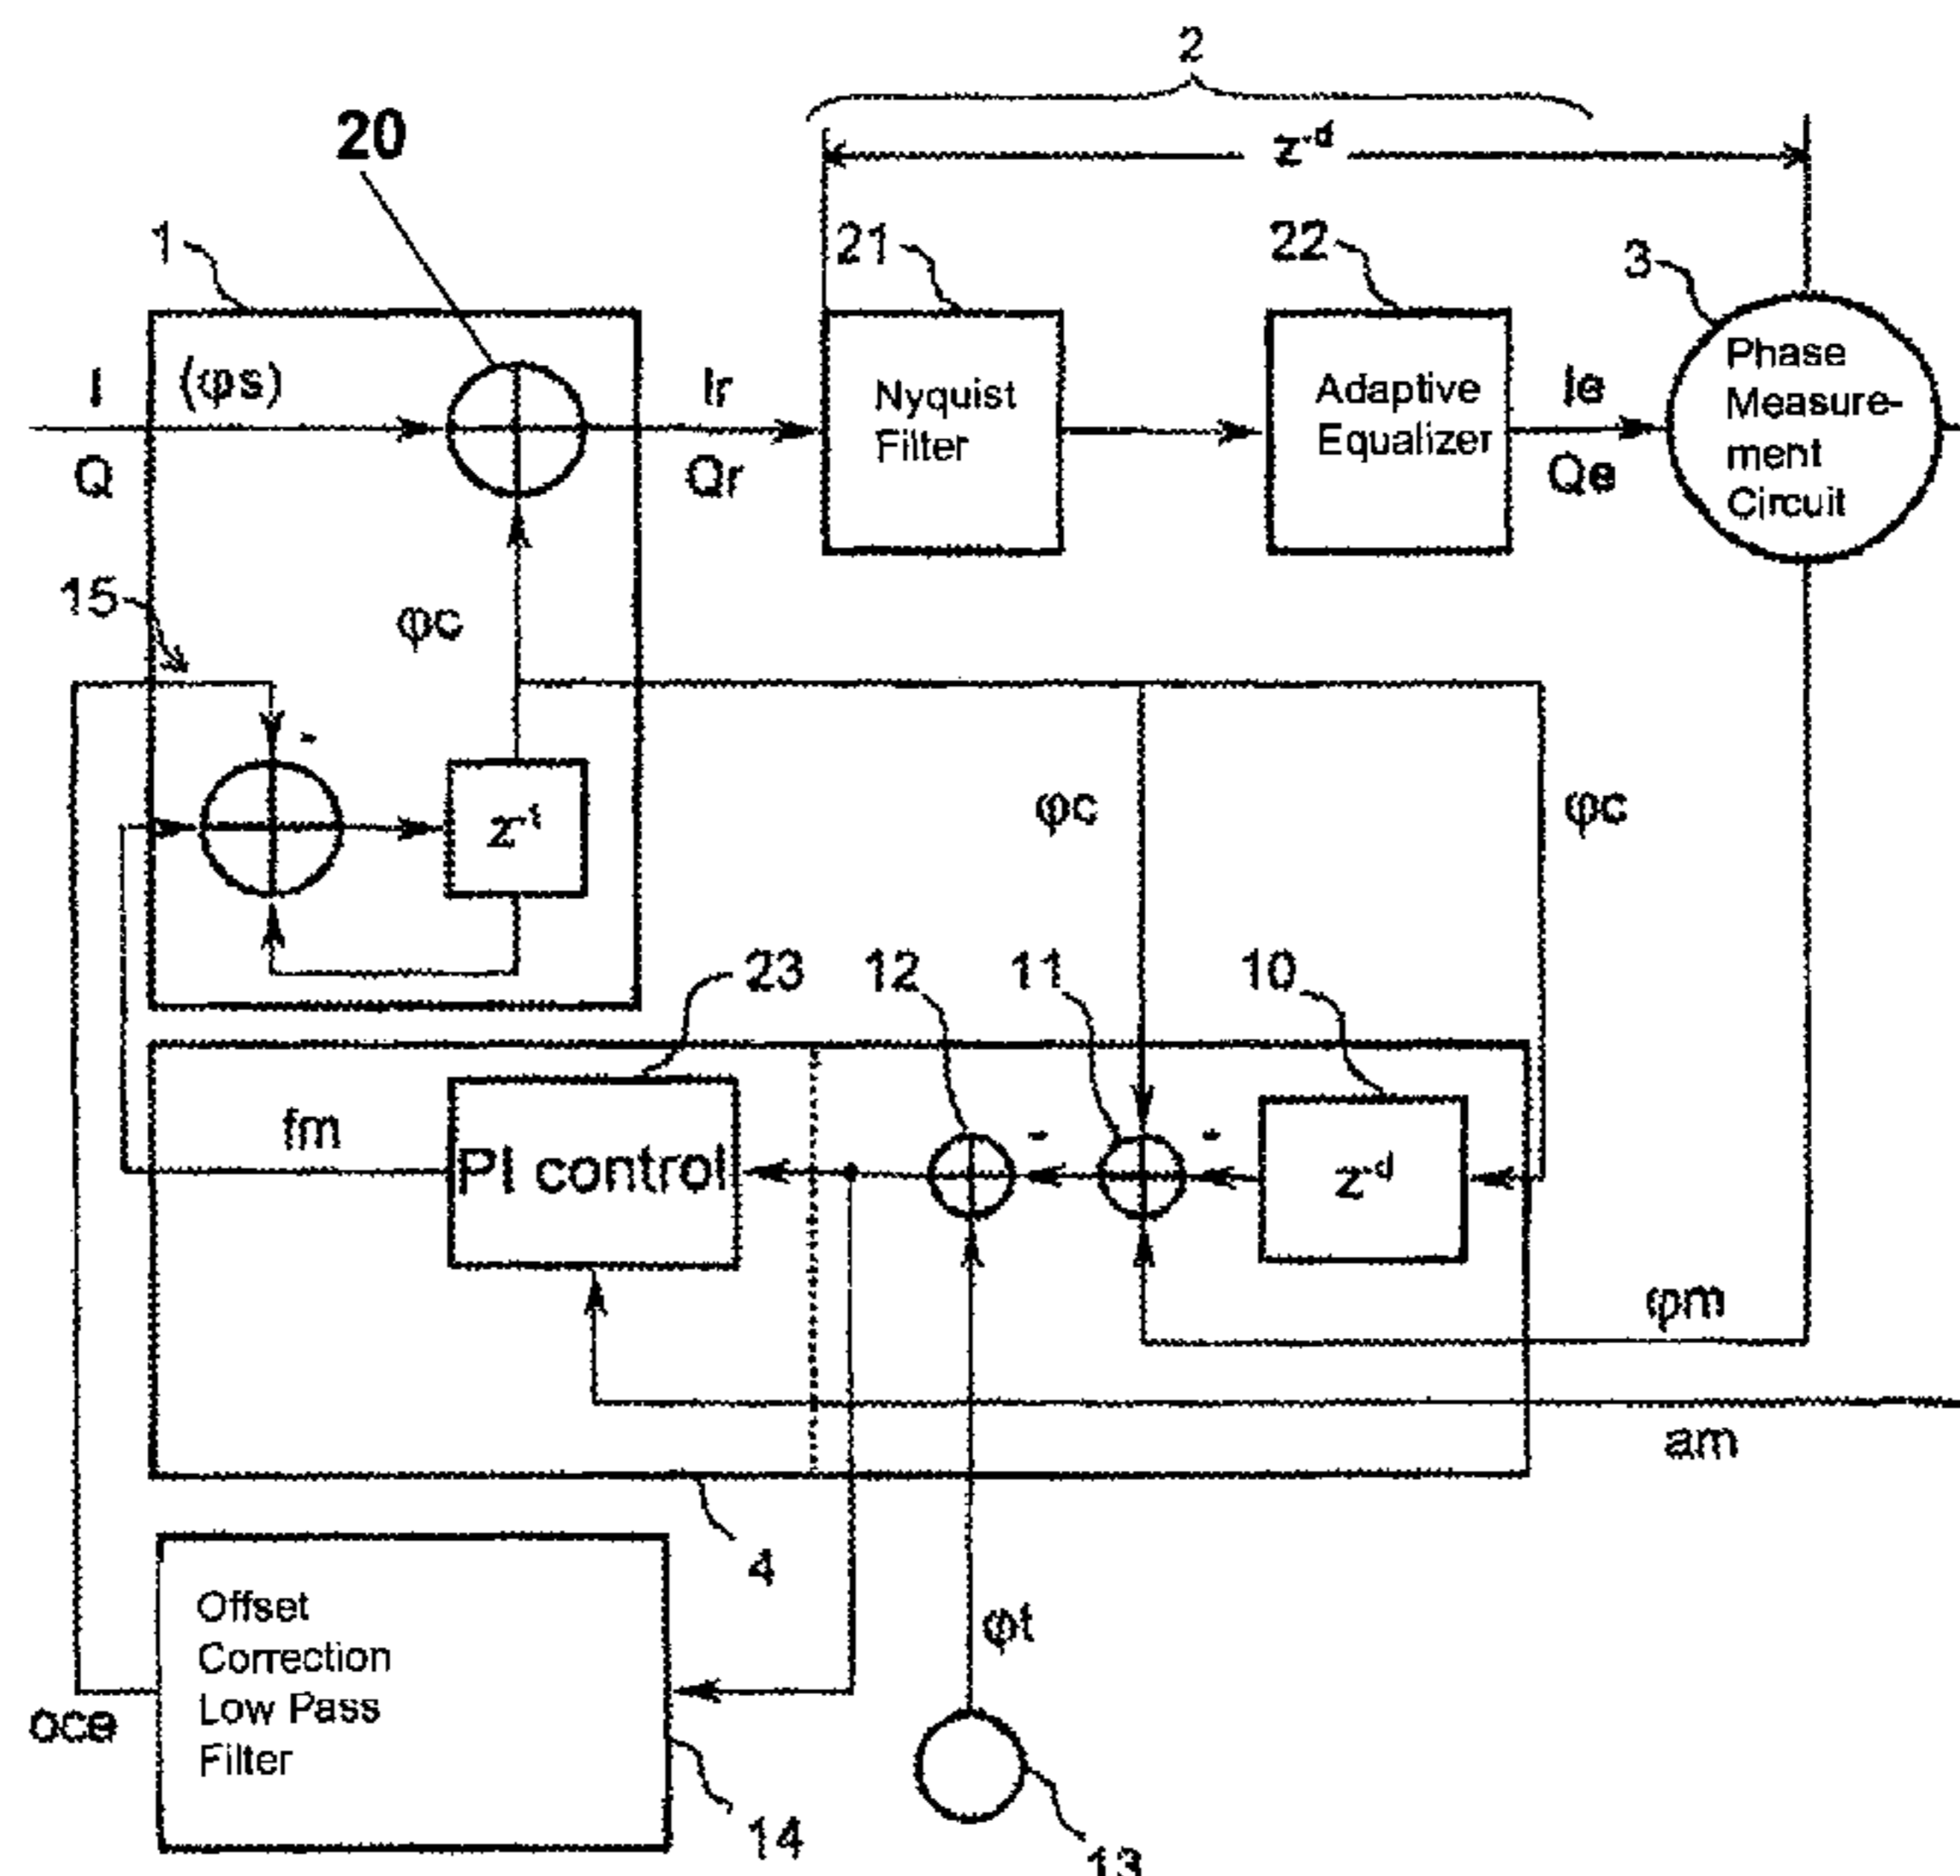 2
20
z⁻ᵈ
1
21
22
3
I
(φs)
Ir
Nyquist
Filter
Adaptive
Equalizer
Ie
Phase
Measure-
ment
Circuit
Q
Qr
Qe
15
φc
-
φc
φc
z⁻¹
23
12
11
10
fm
PI control
-
-
z⁻ᵈ
φm
am
4
Offset
Correction
Low Pass
Filter
φt
oce
14
13